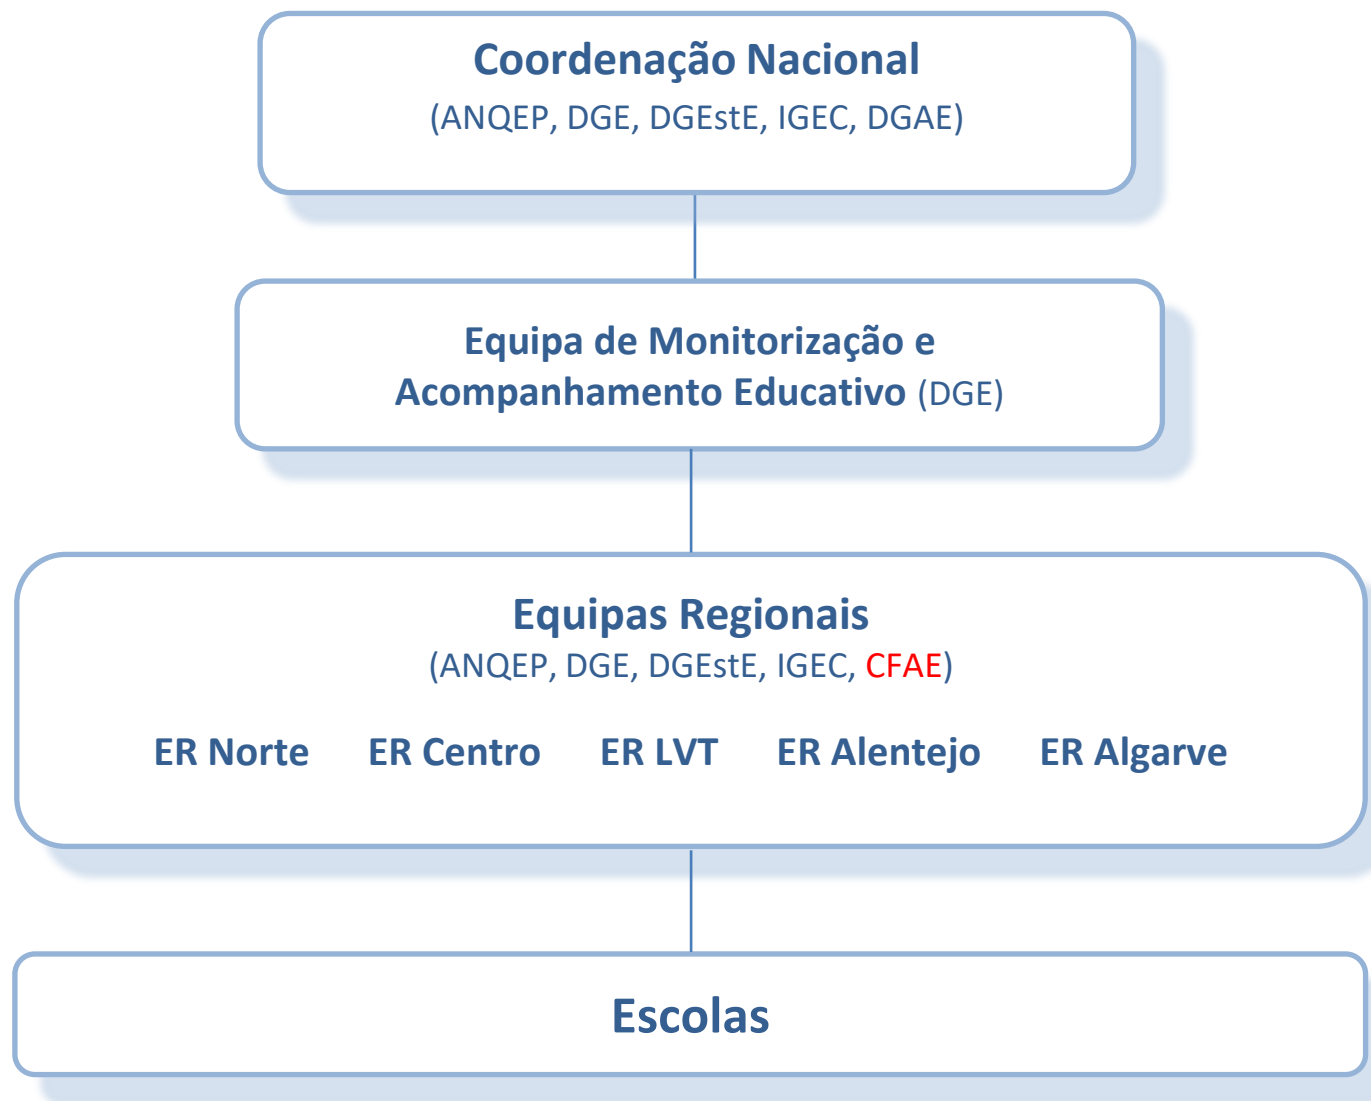 Coordenação Nacional
(ANQEP, DGE, DGEstE, IGEC, DGAE)
Equipa de Monitorização e
Acompanhamento Educativo (DGE)
Equipas Regionais
(ANQEP, DGE, DGEstE, IGEC, CFAE)
ER Norte ER Centro ER LVT ER Alentejo ER Algarve
Escolas